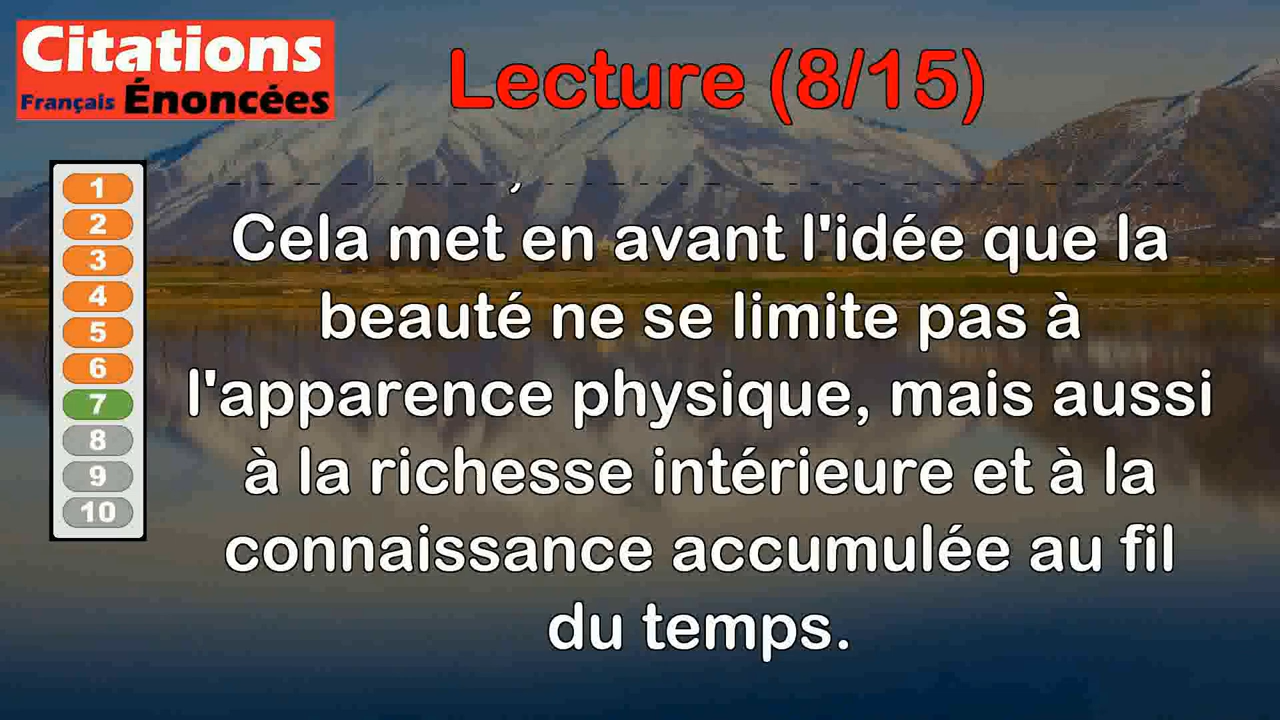 Citations
Français Énoncées
Lecture (8/15)
1
2
3
4
5
6
7
8
9
10
Cela met en avant l'idée que la
beauté ne se limite pas à
l'apparence physique, mais aussi
à la richesse intérieure et à la
connaissance accumulée au fil
du temps.